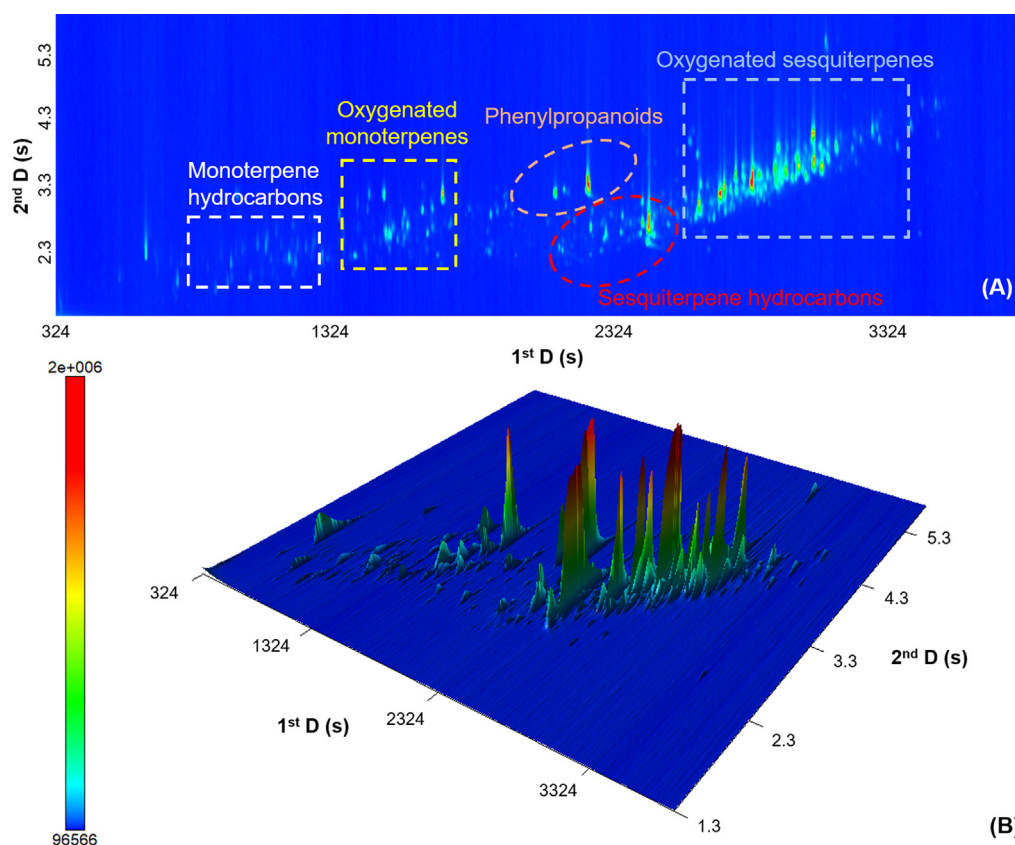 Oxygenated sesquiterpenes
Oxygenated
monoterpenes
Phenylpropanoids
Monoterpene
hydrocarbons
Sesquiterpene hydrocarbons
(A)
5.3
4.3
3.3
2.3
2nd D (s)
324
1324
2324
3324
1st D (s)
2e+006
96566
324
1324
2324
3324
1st D (s)
5.3
4.3
3.3
2.3
1.3
2nd D (s)
(B)